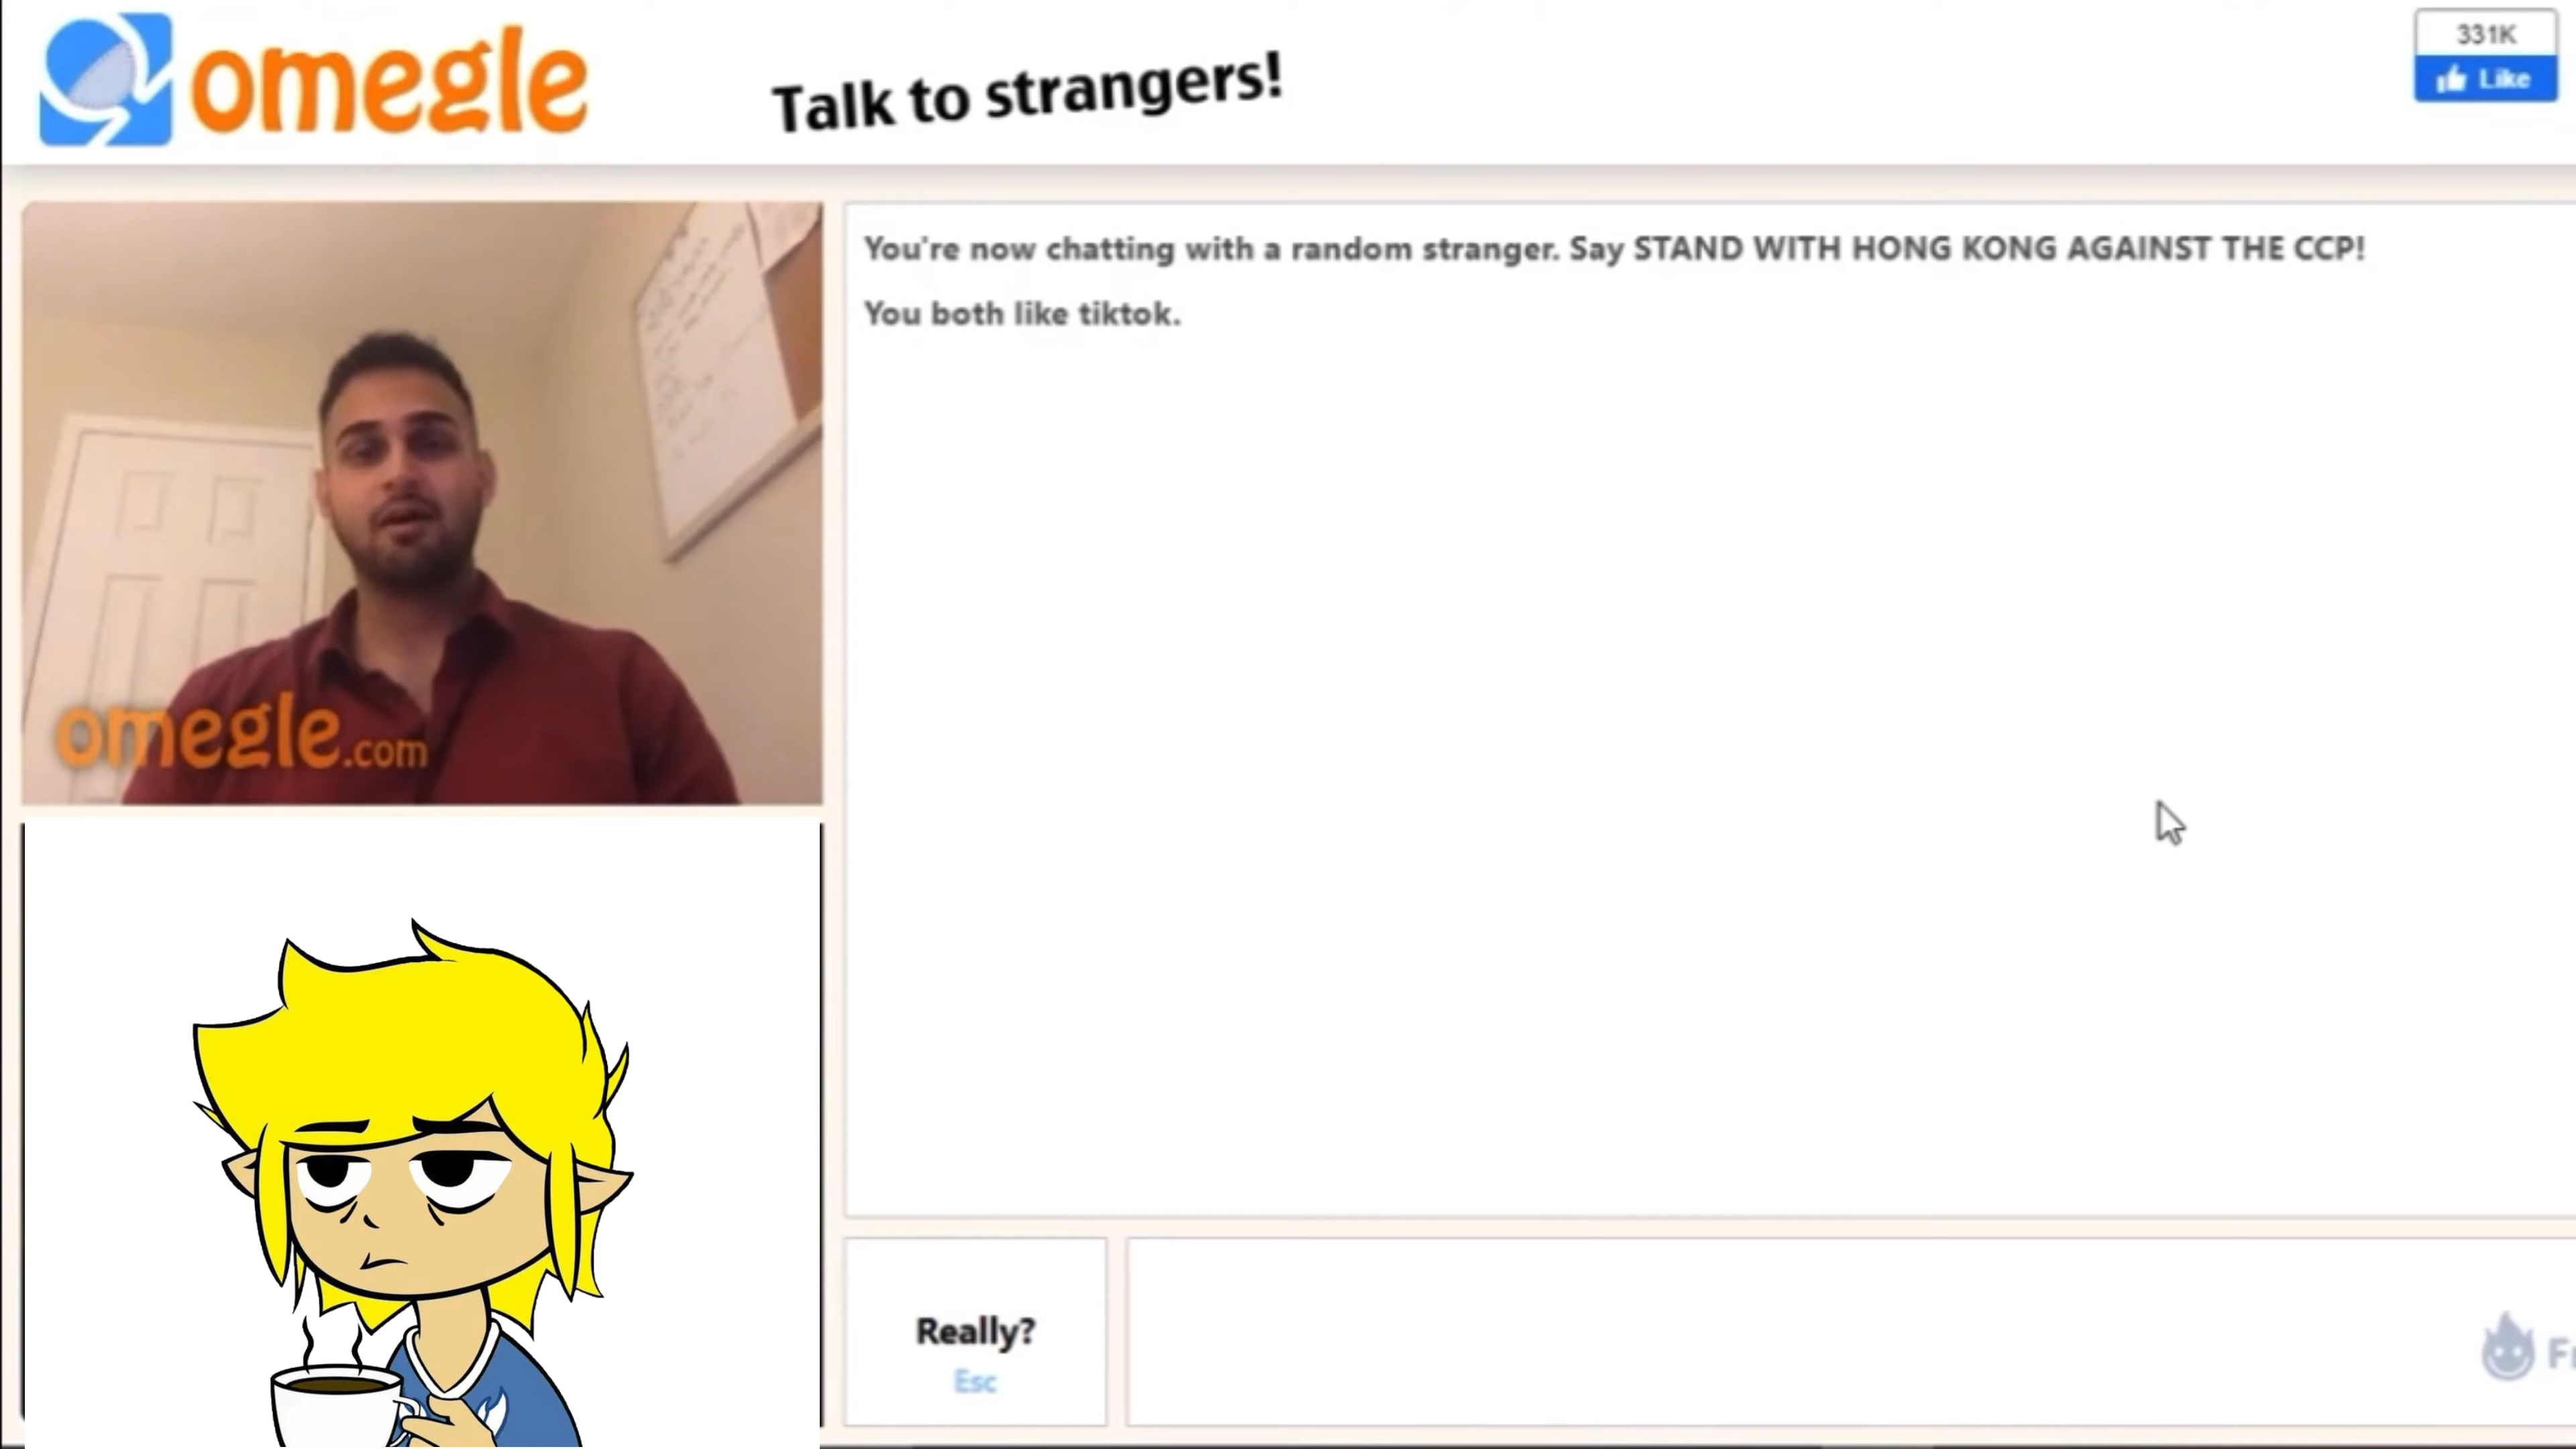 omegle
Talk to strangers!
331K
Like
You're now chatting with a random stranger. Say STAND WITH HONG KONG AGAINST THE CCP!
You both like tiktok.
omegle.com
Really?
Esc